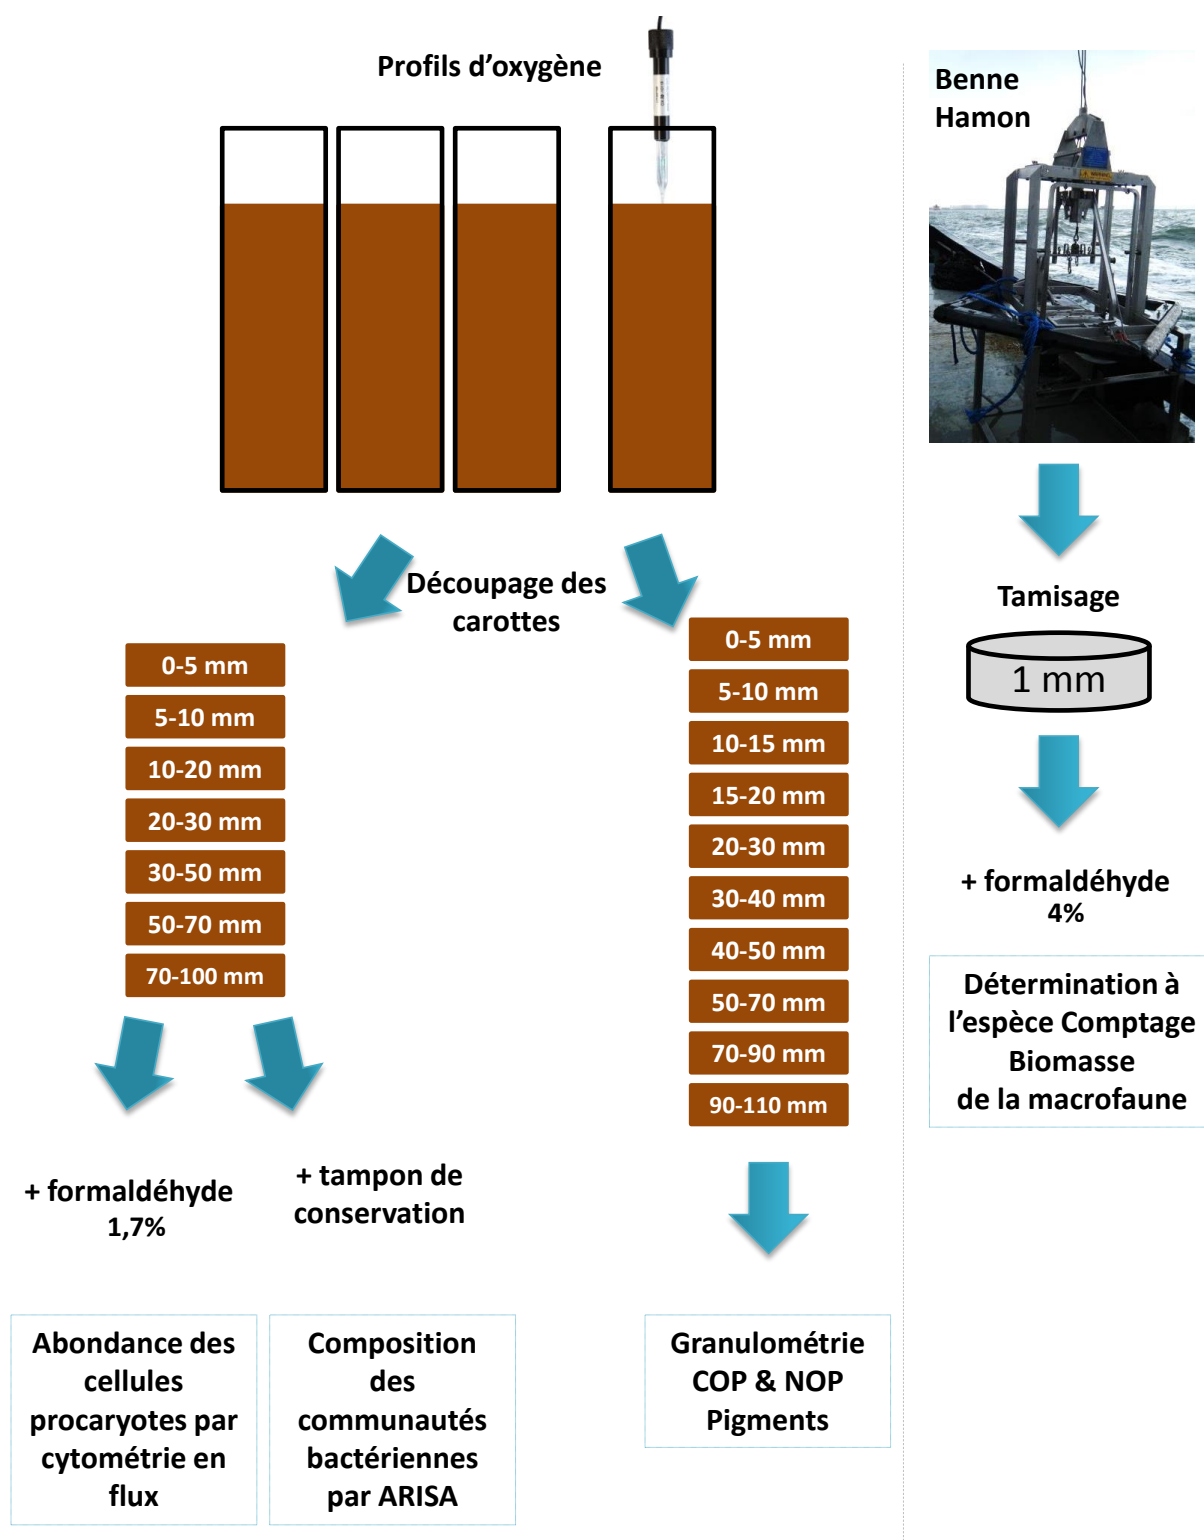 Profils d'oxygène
Benne
Hamon
Découpage des
carottes
0-5 mm
5-10 mm
10-20 mm
20-30 mm
30-50 mm
50-70 mm
70-100 mm
0-5 mm
5-10 mm
10-15 mm
15-20 mm
20-30 mm
30-40 mm
40-50 mm
50-70 mm
70-90 mm
90-110 mm
Tamisage
1 mm
+ formaldéhyde
4%
Détermination à
l'espèce Comptage
Biomasse
de la macrofaune
+ formaldéhyde
1,7%
+ tampon de
conservation
Abondance des
cellules
procaryotes par
cytométrie en
flux
Composition
des
communautés
bactériennes
par ARISA
Granulométrie
COP & NOP
Pigments